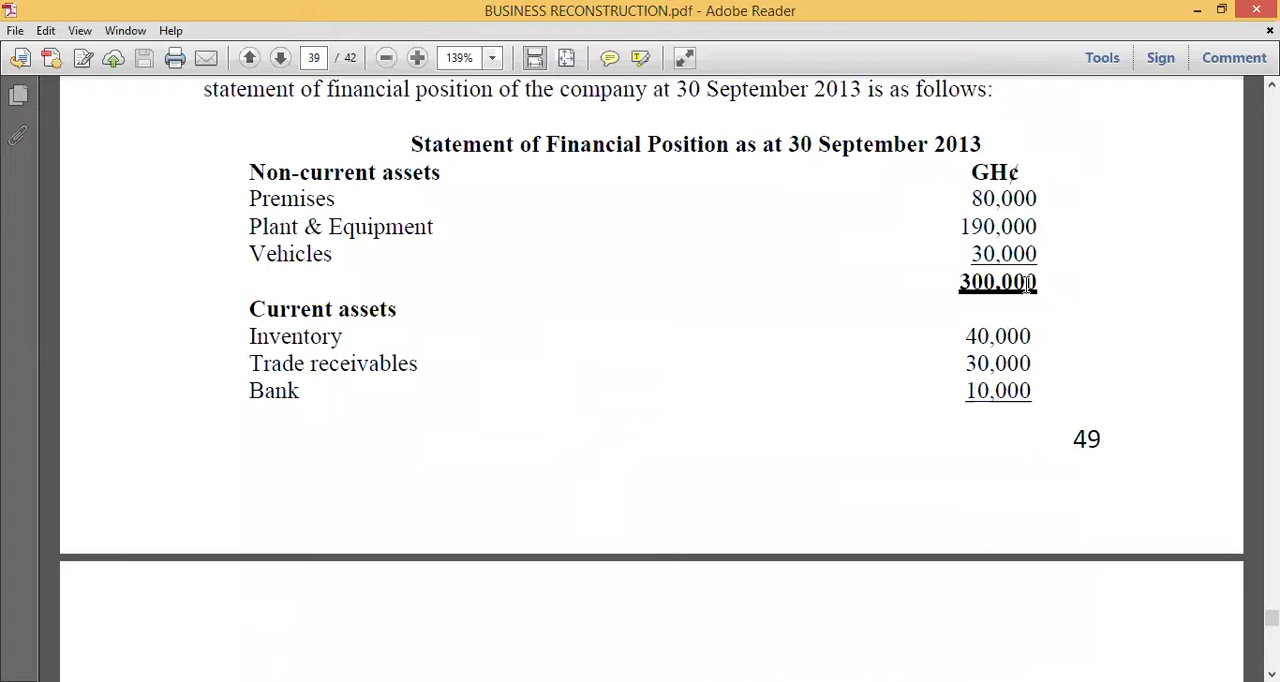 BUSINESS RECONSTRUCTION.pdf - Adobe Reader
File Edit View Window Help
39 / 42 139% Tools Sign Comment
statement of financial position of the company at 30 September 2013 is as follows:
Statement of Financial Position as at 30 September 2013
Non-current assets GH¢
Premises 80,000
Plant & Equipment 190,000
Vehicles 30,000
300,000
Current assets
Inventory 40,000
Trade receivables 30,000
Bank 10,000
49